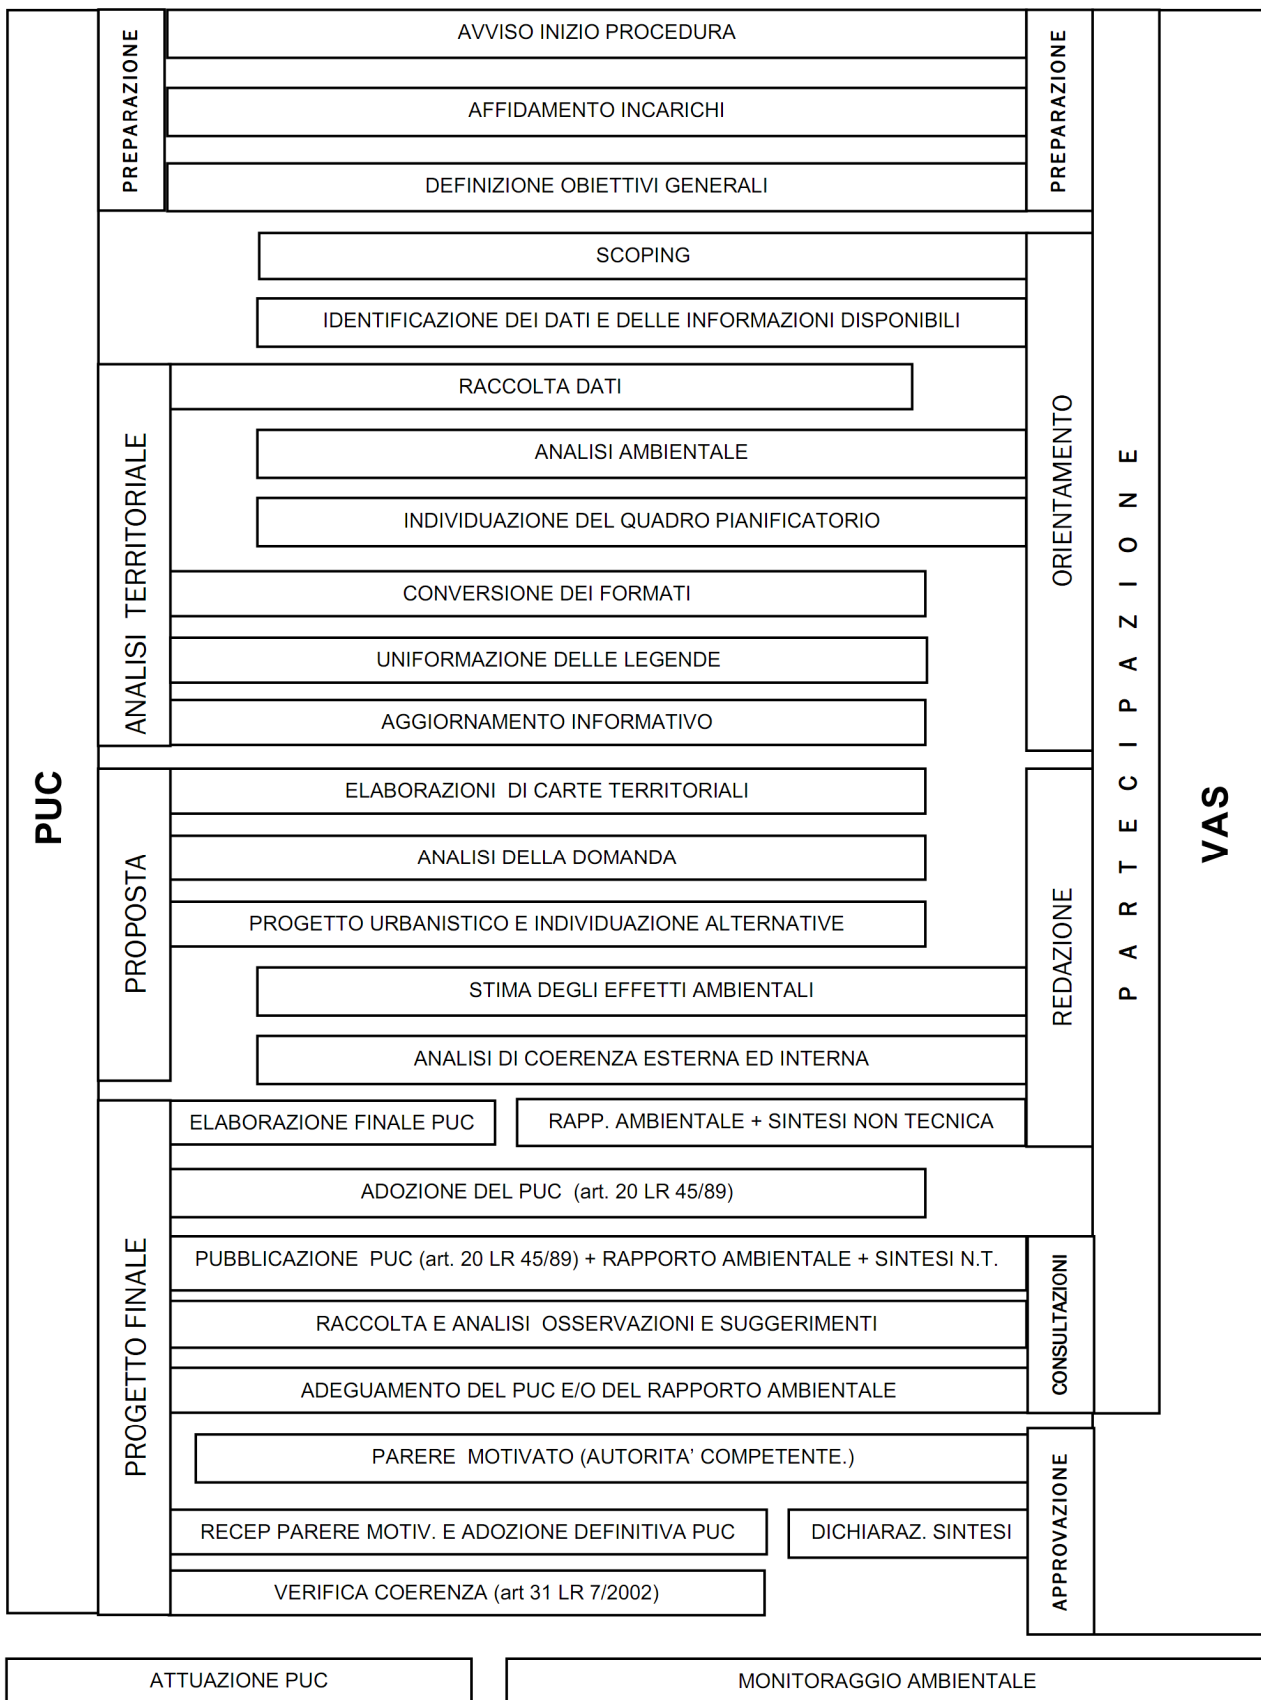 PUC
PREPARAZIONE
AVVISO INIZIO PROCEDURA
AFFIDAMENTO INCARICHI
DEFINIZIONE OBIETTIVI GENERALI
PREPARAZIONE
PARTECIPAZIONE
VAS
SCOPING
IDENTIFICAZIONE DEI DATI E DELLE INFORMAZIONI DISPONIBILI
ANALISI TERRITORIALE
RACCOLTA DATI
ANALISI AMBIENTALE
INDIVIDUAZIONE DEL QUADRO PIANIFICATORIO
CONVERSIONE DEI FORMATI
UNIFORMAZIONE DELLE LEGENDE
AGGIORNAMENTO INFORMATIVO
ORIENTAMENTO
PROPOSTA
ELABORAZIONI DI CARTE TERRITORIALI
ANALISI DELLA DOMANDA
PROGETTO URBANISTICO E INDIVIDUAZIONE ALTERNATIVE
STIMA DEGLI EFFETTI AMBIENTALI
ANALISI DI COERENZA ESTERNA ED INTERNA
REDAZIONE
PROGETTO FINALE
ELABORAZIONE FINALE PUC
RAPP. AMBIENTALE + SINTESI NON TECNICA
ADOZIONE DEL PUC (art. 20 LR 45/89)
PUBBLICAZIONE PUC (art. 20 LR 45/89) + RAPPORTO AMBIENTALE + SINTESI N.T.
RACCOLTA E ANALISI OSSERVAZIONI E SUGGERIMENTI
ADEGUAMENTO DEL PUC E/O DEL RAPPORTO AMBIENTALE
CONSULTAZIONI
PARERE MOTIVATO (AUTORITA' COMPETENTE.)
RECEP PARERE MOTIV. E ADOZIONE DEFINITIVA PUC
DICHIARAZ. SINTESI
VERIFICA COERENZA (art 31 LR 7/2002)
APPROVAZIONE
ATTUAZIONE PUC
MONITORAGGIO AMBIENTALE